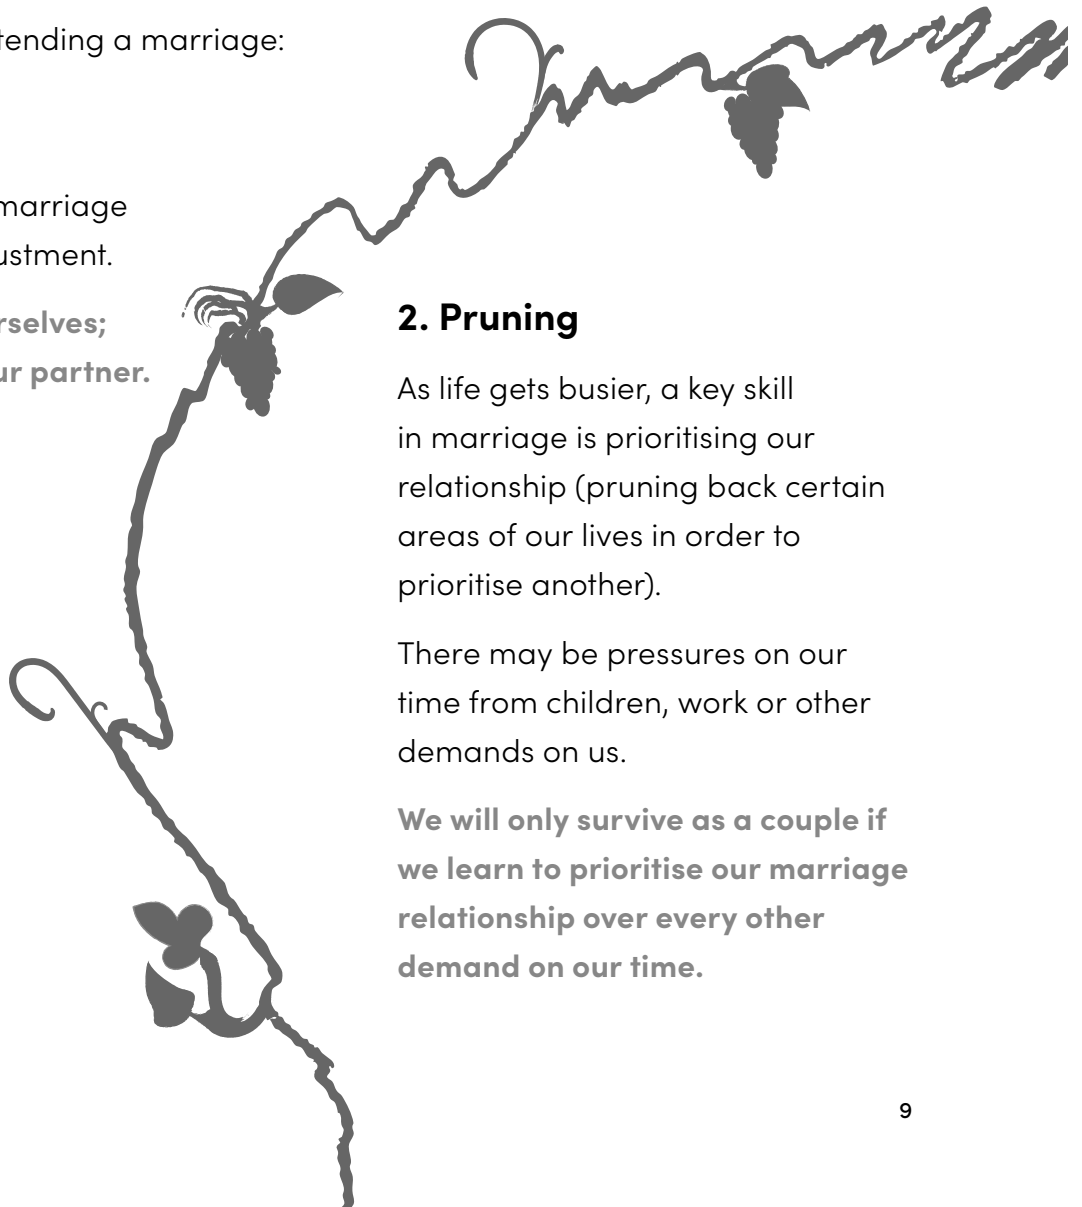 tending a marriage:
marriage
ustment.
rselves;
ur partner.
2. Pruning
As life gets busier, a key skill
in marriage is prioritising our
relationship (pruning back certain
areas of our lives in order to
prioritise another).
There may be pressures on our
time from children, work or other
demands on us.
We will only survive as a couple if
we learn to prioritise our marriage
relationship over every other
demand on our time.
9